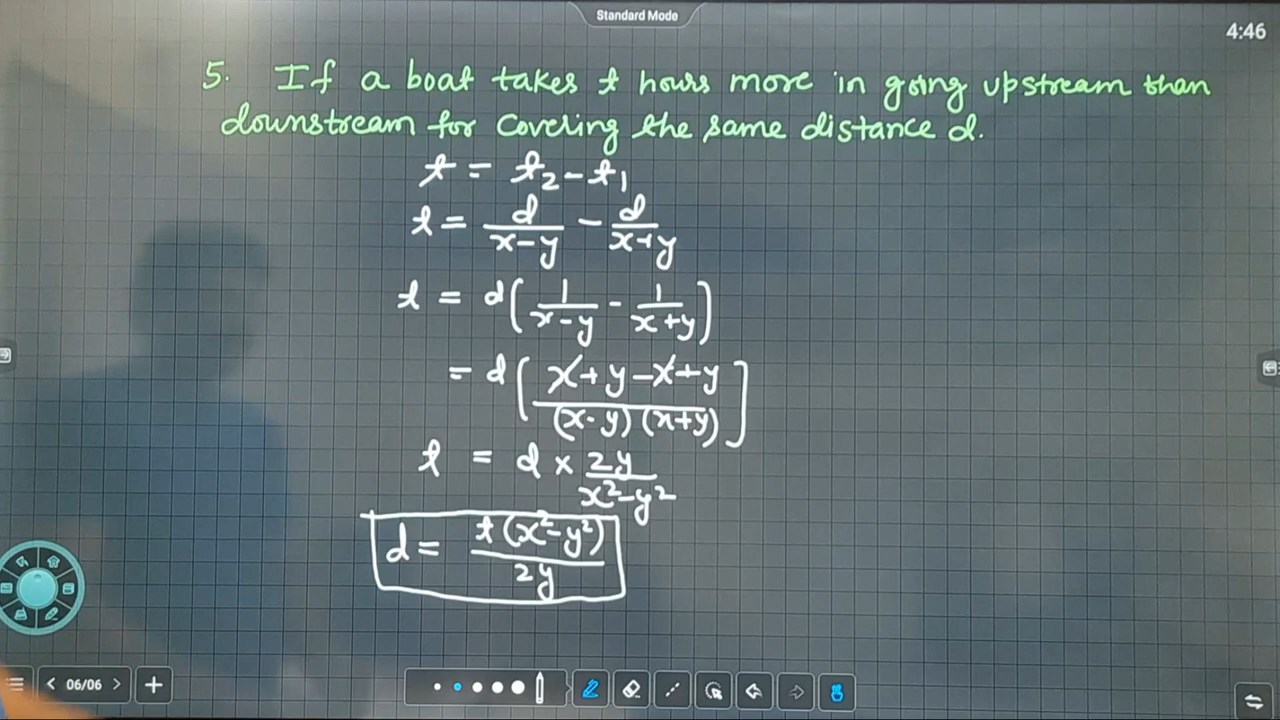 Standard Mode
4:46
5. If a boat takes t hours more in going upstream than
downstream for covering the same distance d.
t = t₂ - t₁
t = d/(x-y) - d/(x+y)
t = d(1/(x-y) - 1/(x+y))
= d[(x+y-x+y)/((x-y)(x+y))]
t = d × 2y/(x²-y²)
d = t(x²-y²)/2y
06/06